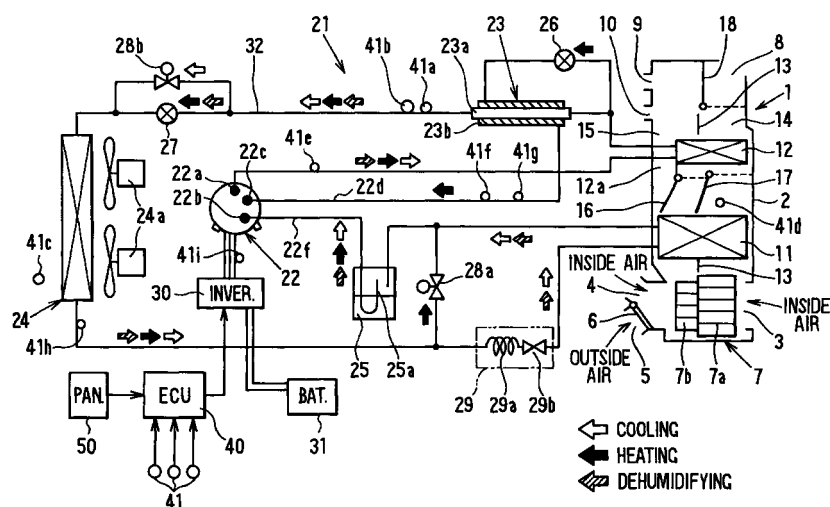 28b
32
21
41b
41a
23a
23
26
18
8
9
10
13
1
14
15
27
23b
12
41e
22c
22a
22b
41f
41g
12a
17
2
24a
22d
16
41d
41c
22f
11
41i
22
28a
INSIDE AIR
13
30
INVER.
4
INSIDE AIR
24
6
3
41h
25
25a
OUTSIDE AIR
5
7b
7a
7
PAN.
ECU
BAT.
29
29a
29b
50
40
31
41
COOLING
HEATING
DEHUMIDIFYING